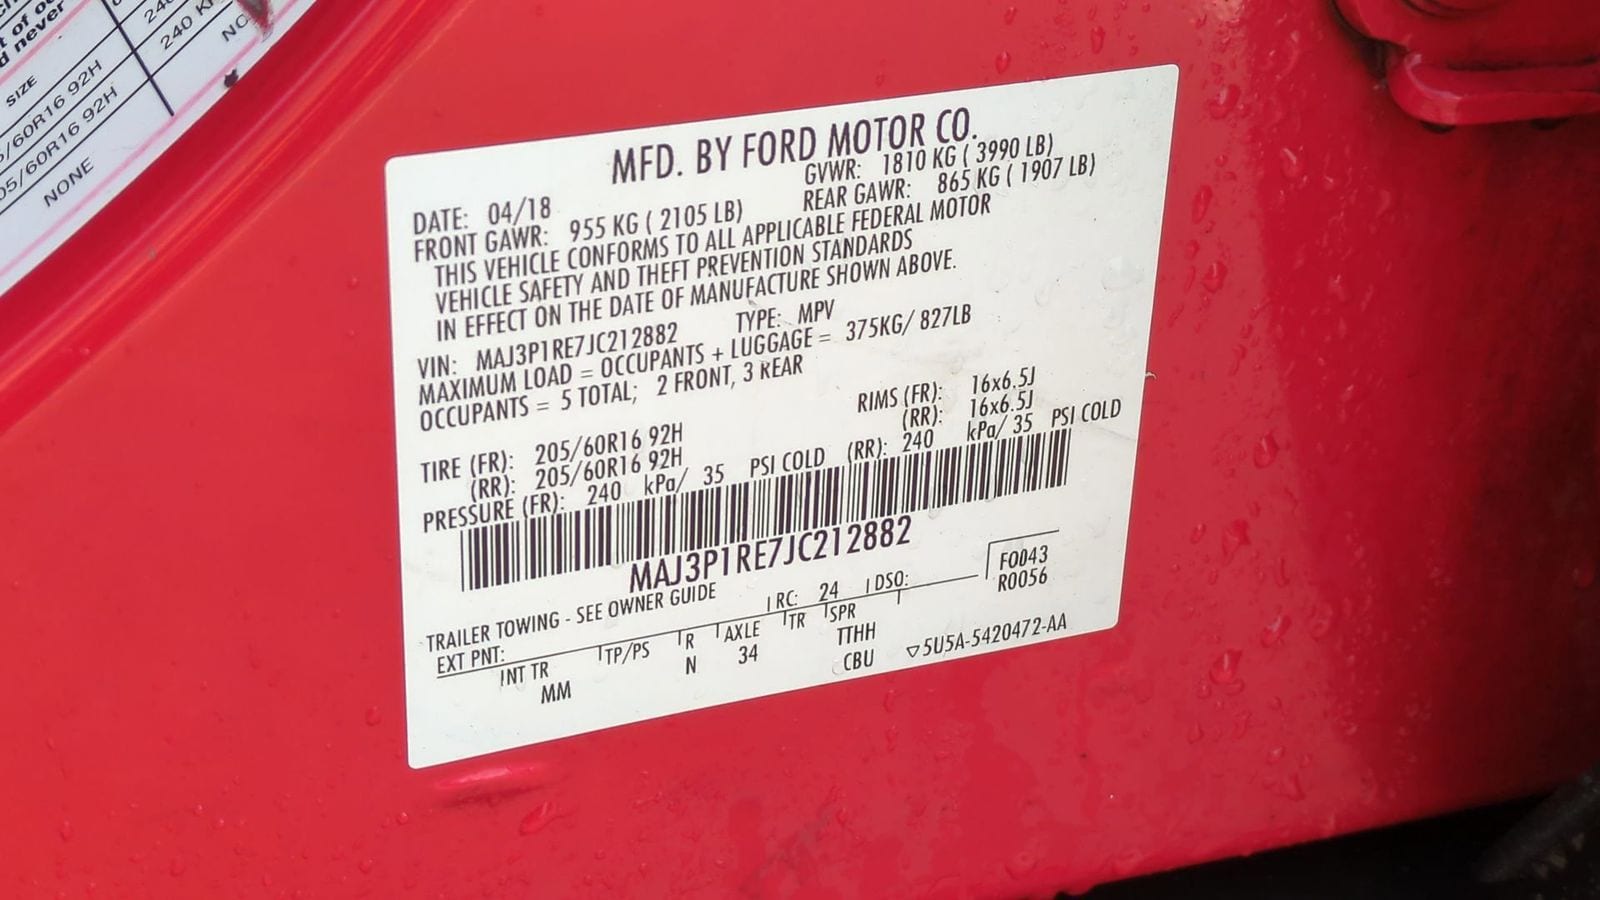 t of ou
d never
SIZE
/60R16 92H
05/60R16 92H
240 K
NONE
NO
MFD. BY FORD MOTOR CO.
DATE: 04/18 GVWR: 1810 KG ( 3990 LB)
FRONT GAWR: 955 KG ( 2105 LB) REAR GAWR: 865 KG ( 1907 LB)
THIS VEHICLE CONFORMS TO ALL APPLICABLE FEDERAL MOTOR
VEHICLE SAFETY AND THEFT PREVENTION STANDARDS
IN EFFECT ON THE DATE OF MANUFACTURE SHOWN ABOVE.
VIN: MAJ3P1RE7JC212882 TYPE: MPV
MAXIMUM LOAD = OCCUPANTS + LUGGAGE = 375KG/ 827LB
OCCUPANTS = 5 TOTAL; 2 FRONT, 3 REAR
RIMS (FR): 16x6.5J
TIRE (FR): 205/60R16 92H (RR): 16x6.5J
(RR): 205/60R16 92H
PRESSURE (FR): 240 kPa/ 35 PSI COLD (RR): 240 kPa/ 35 PSI COLD
MAJ3P1RE7JC212882
TRAILER TOWING - SEE OWNER GUIDE
EXT PNT: RC: 24 DSO: F0043
R0056
INT TR TP/PS R AXLE TR SPR
MM N 34 TTHH
CBU ▽5U5A-5420472-AA